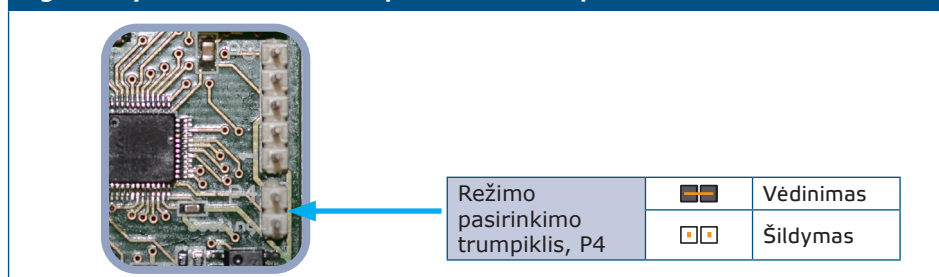 Režimo
pasirinkimo
trumpiklis, P4
Vėdinimas
Šildymas